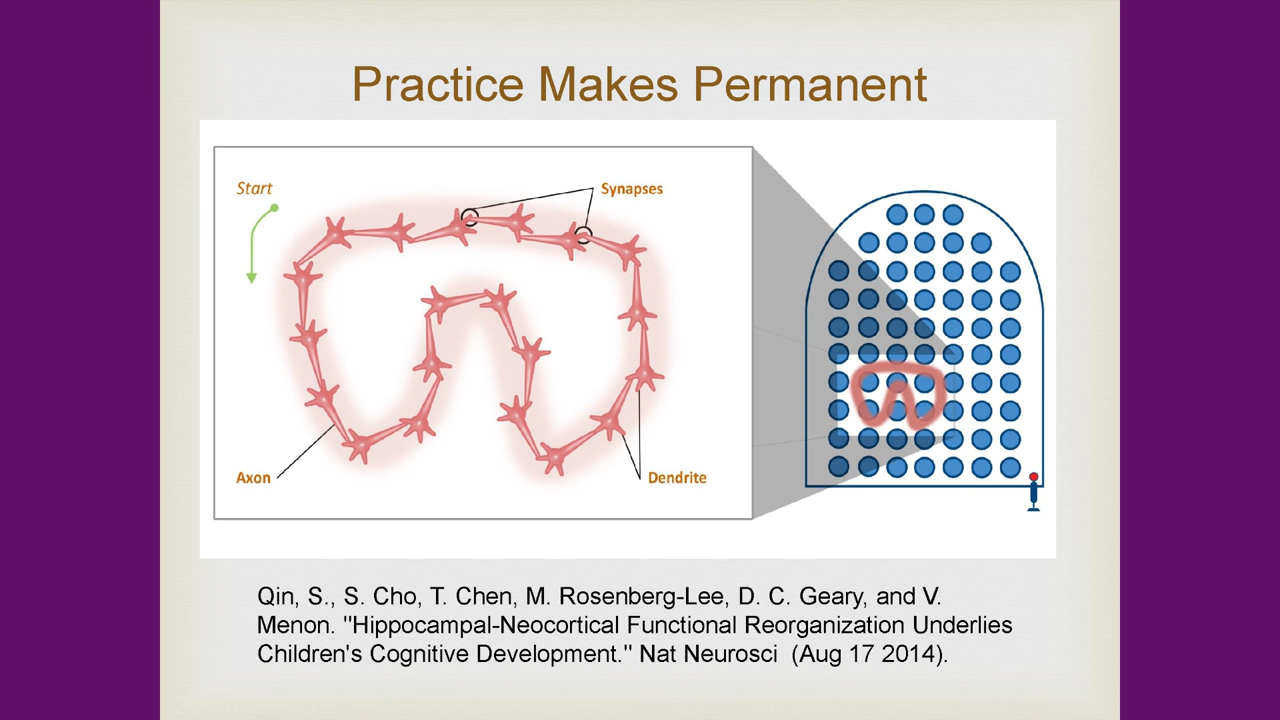 Practice Makes Permanent
Start
Synapses
Axon
Dendrite
Qin, S., S. Cho, T. Chen, M. Rosenberg-Lee, D. C. Geary, and V.
Menon. "Hippocampal-Neocortical Functional Reorganization Underlies
Children's Cognitive Development." Nat Neurosci  (Aug 17 2014).